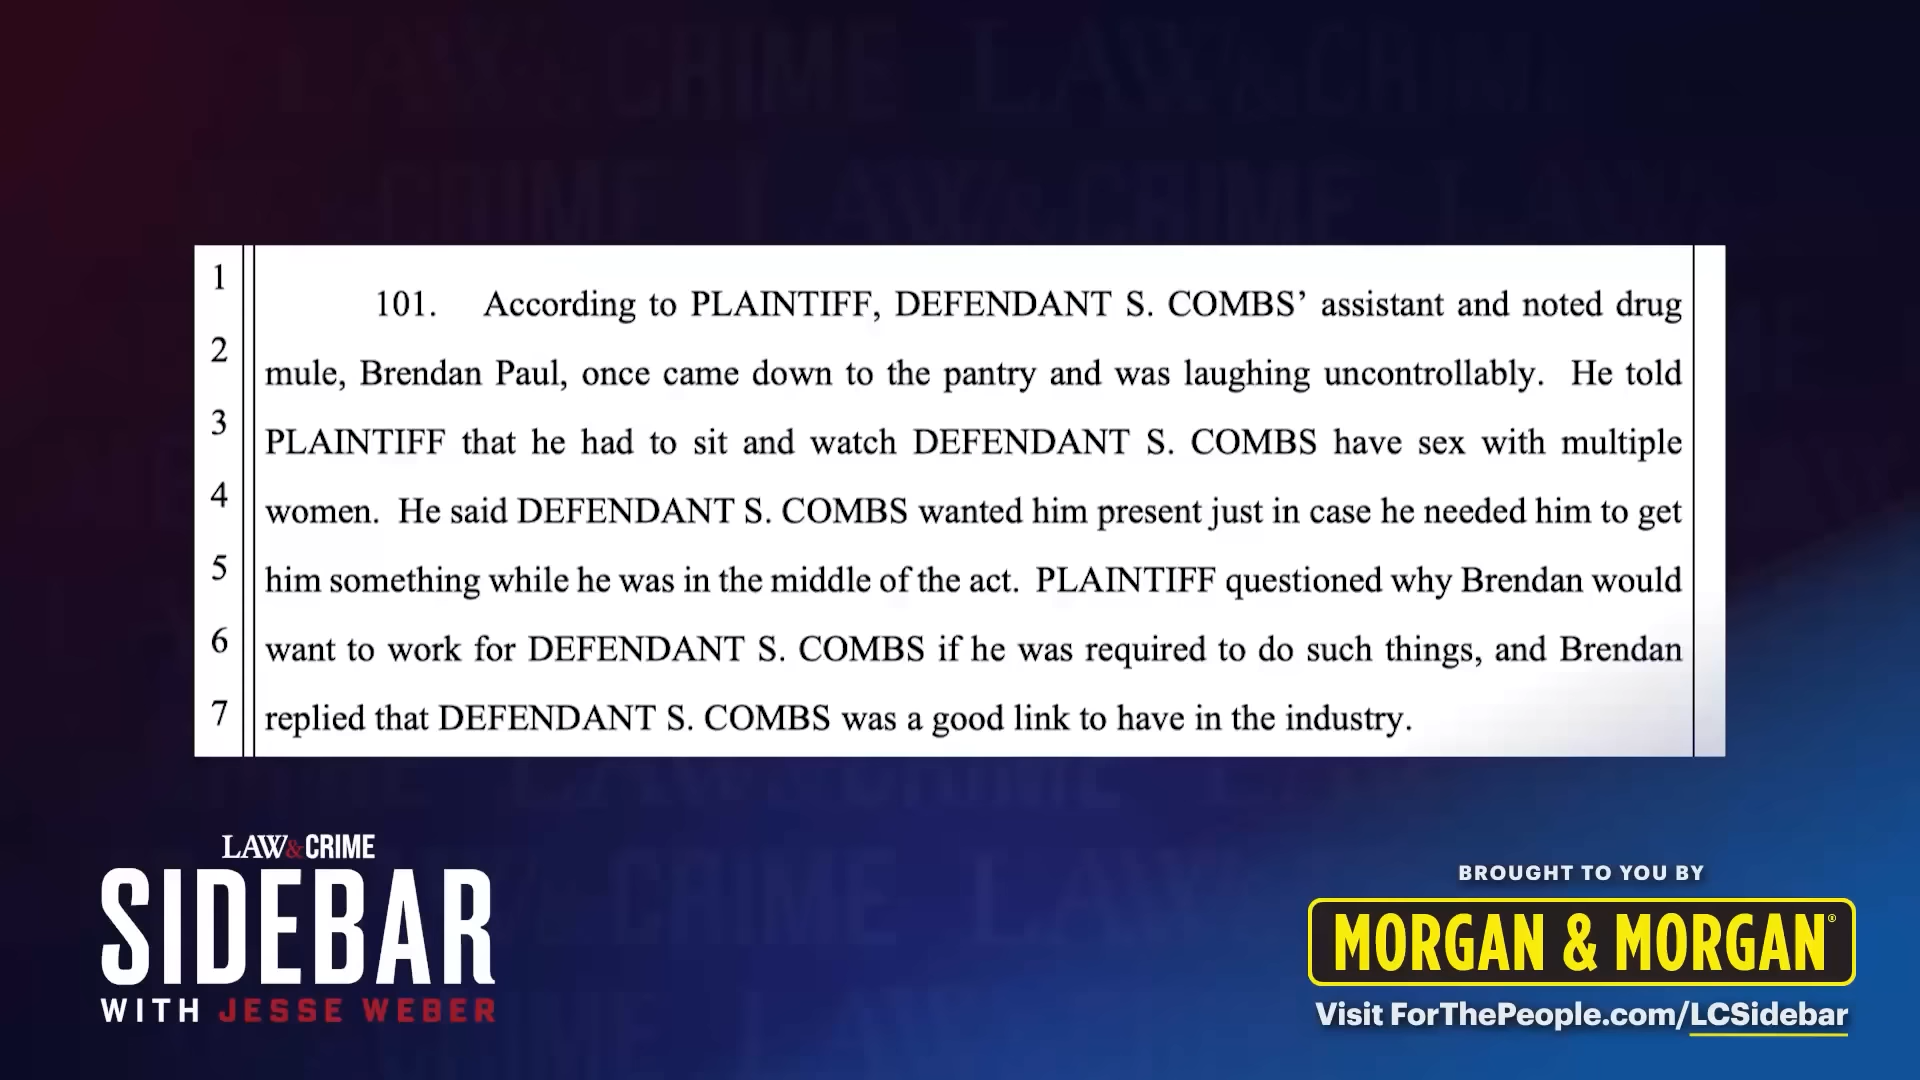 1
101. According to PLAINTIFF, DEFENDANT S. COMBS’ assistant and noted drug
2
mule, Brendan Paul, once came down to the pantry and was laughing uncontrollably. He told
3
PLAINTIFF that he had to sit and watch DEFENDANT S. COMBS have sex with multiple
4
women. He said DEFENDANT S. COMBS wanted him present just in case he needed him to get
5
him something while he was in the middle of the act. PLAINTIFF questioned why Brendan would
6
want to work for DEFENDANT S. COMBS if he was required to do such things, and Brendan
7
replied that DEFENDANT S. COMBS was a good link to have in the industry.
LAW&CRIME
SIDEBAR
WITH JESSE WEBER
BROUGHT TO YOU BY
MORGAN & MORGAN®
Visit ForThePeople.com/LCSidebar